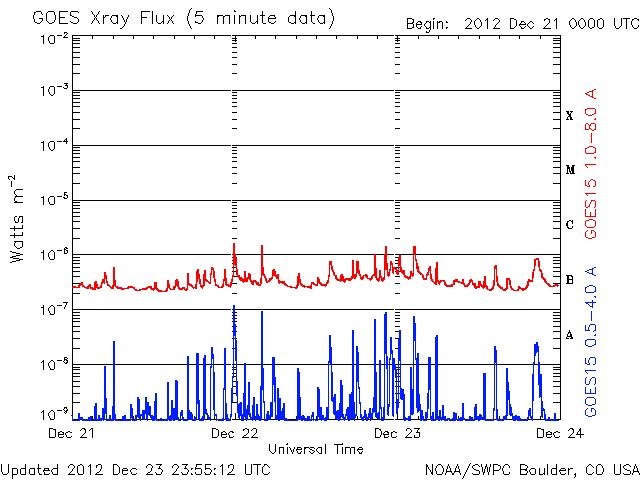 GOES Xray Flux (5 minute data)
Begin: 2012 Dec 21 0000 UTC
10⁻²
10⁻³
10⁻⁴
10⁻⁵
10⁻⁶
10⁻⁷
10⁻⁸
10⁻⁹
Watts m⁻²
X
M
C
B
A
GOES15 1.0-8.0 A
GOES15 0.5-4.0 A
Dec 21
Dec 22
Dec 23
Dec 24
Universal Time
Updated 2012 Dec 23 23:55:12 UTC
NOAA/SWPC Boulder, CO USA